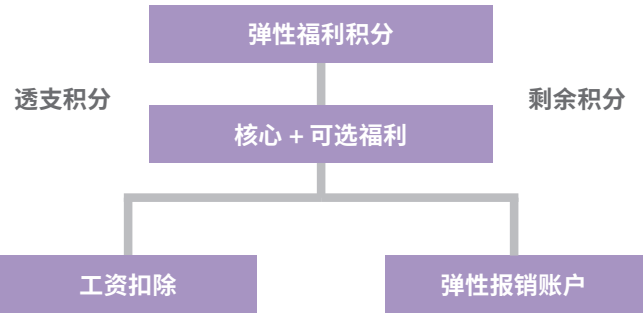 弹性福利积分
透支积分
剩余积分
核心 + 可选福利
工资扣除
弹性报销账户